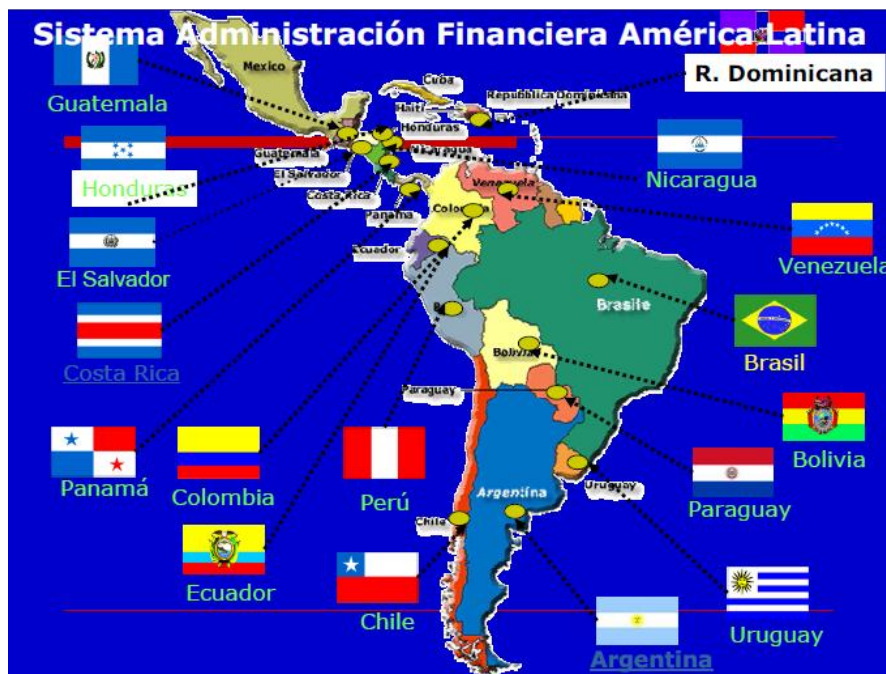 Sistema Administración Financiera América Latina
Mexico
Cuba
R. Dominicana
Guatemala
Haití
Repubblica Dominicana
Honduras
Guatemala
Nicaragua
Honduras
El Salvador
Nicaragua
Costa Rica
Panama
Venezuela
Colombia
El Salvador
Ecuador
Venezuela
Brasile
Costa Rica
Brasil
Bolivia
Paraguay
Panamá
Colombia
Perú
Argentina
Uruguay
Bolivia
Paraguay
Chile
Ecuador
Chile
Uruguay
Argentina